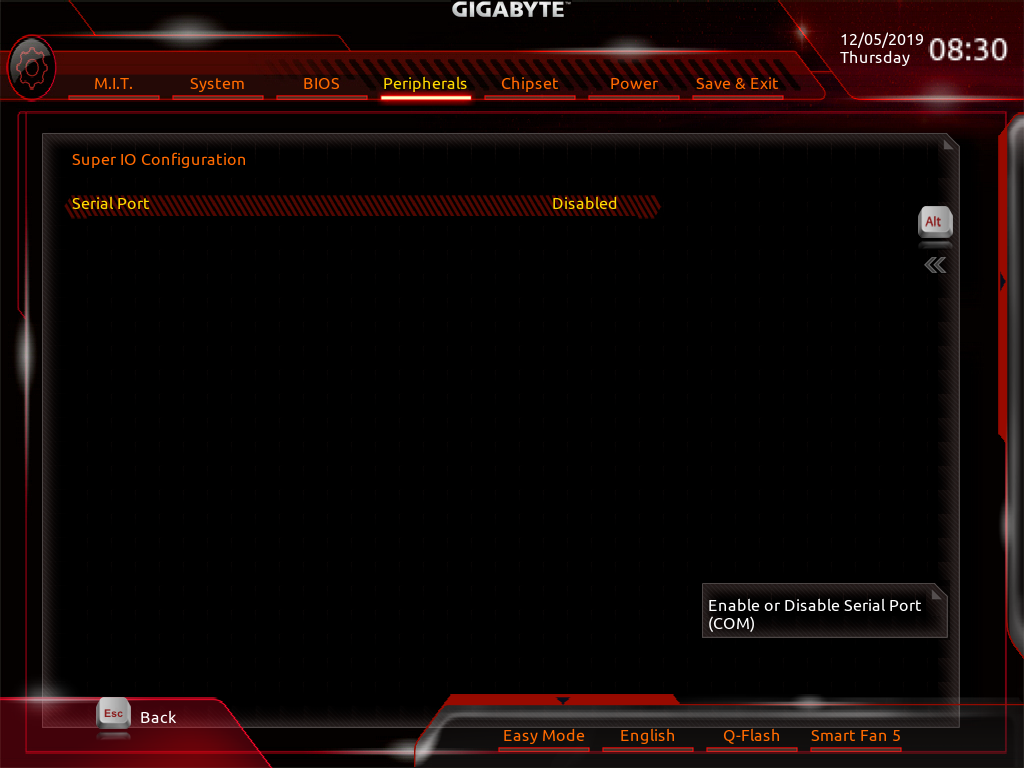 GIGABYTE™
12/05/2019
Thursday
08:30
M.I.T.
System
BIOS
Peripherals
Chipset
Power
Save & Exit
Super IO Configuration
Serial Port Disabled
Alt
Enable or Disable Serial Port
(COM)
Esc Back
Easy Mode
English
Q-Flash
Smart Fan 5